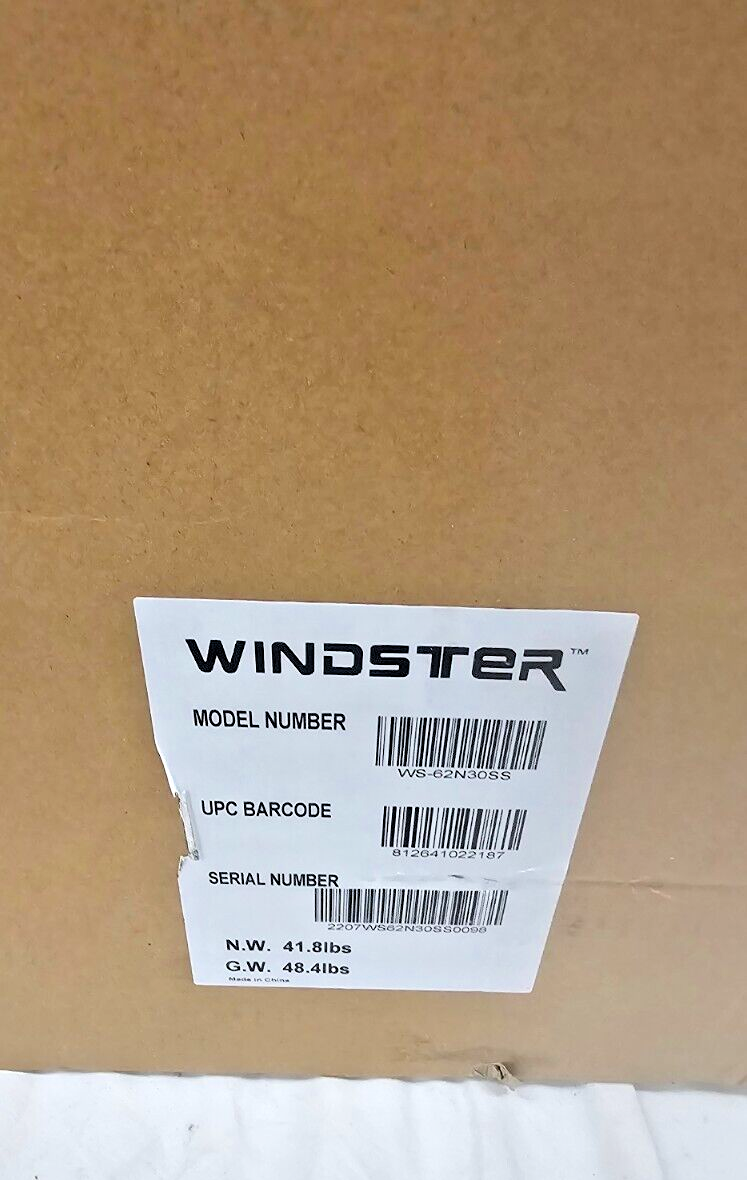 WINDSTER™
MODEL NUMBER
WS-62N30SS
UPC BARCODE
812641022187
SERIAL NUMBER
2207WS62N30SS0098
N.W. 41.8lbs
G.W. 48.4lbs
Made in China